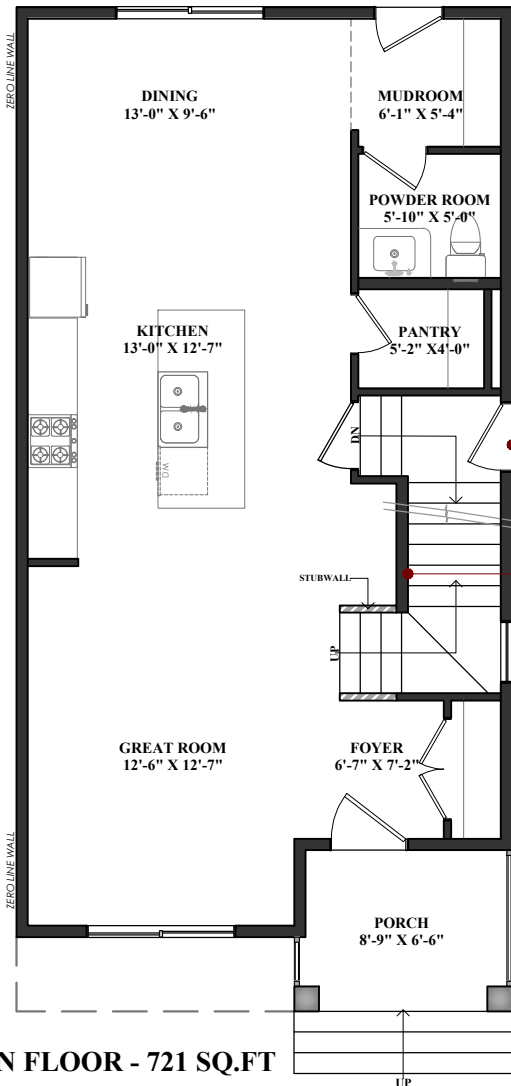 ZERO LINE WALL
DINING
13'-0" X 9'-6"
MUDROOM
6'-1" X 5'-4"
POWDER ROOM
5'-10" X 5'-0"
KITCHEN
13'-0" X 12'-7"
PANTRY
5'-2" X4'-0"
DN
DW
STUBWALL
UP
GREAT ROOM
12'-6" X 12'-7"
FOYER
6'-7" X 7'-2"
ZERO LINE WALL
PORCH
8'-9" X 6'-6"
N FLOOR - 721 SQ.FT
UP